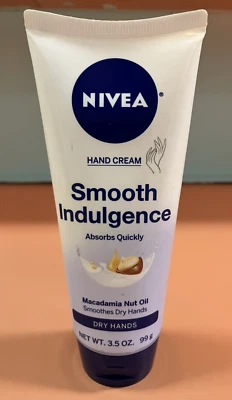 NIVEA®
HAND CREAM
Smooth
Indulgence
Absorbs Quickly
Macadamia Nut Oil
Smoothes Dry Hands
DRY HANDS
NET WT. 3.5 OZ. 99 g